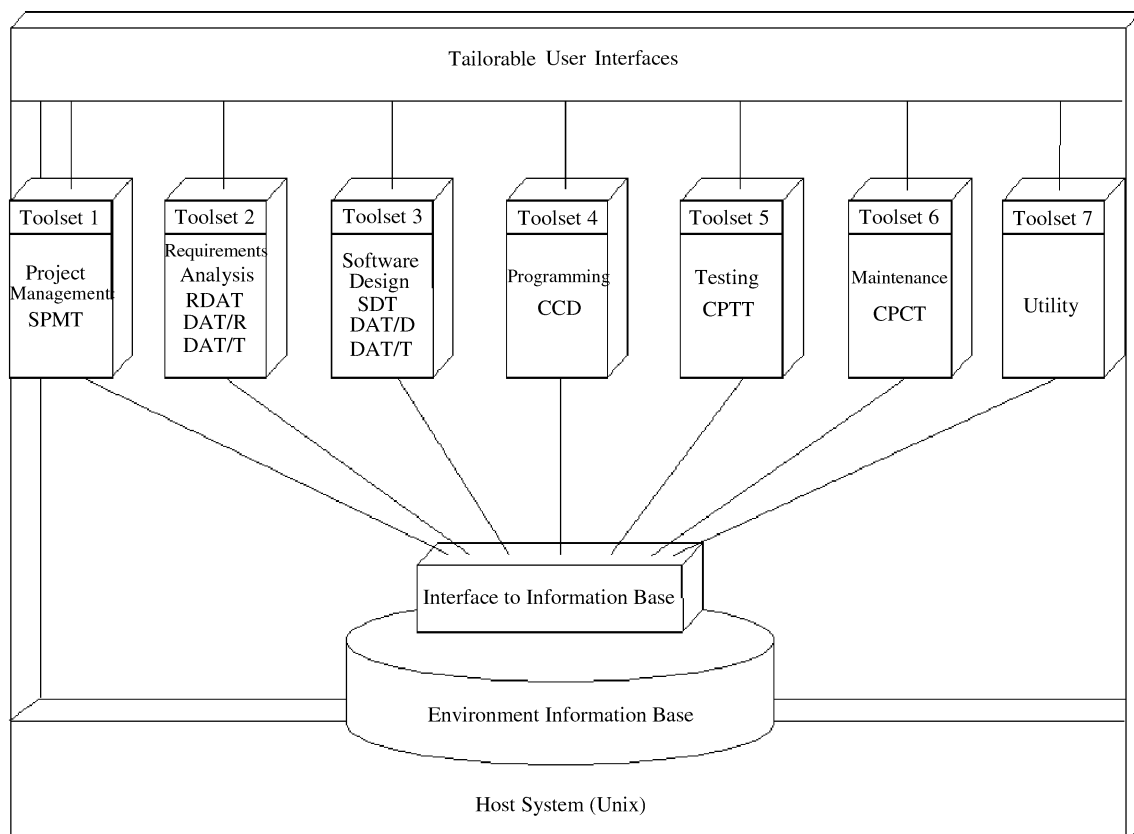 Tailorable User Interfaces
Toolset 1
Project
Management
SPMT
Toolset 2
Requirements
Analysis
RDAT
DAT/R
DAT/T
Toolset 3
Software
Design
SDT
DAT/D
DAT/T
Toolset 4
Programming
CCD
Toolset 5
Testing
CPTT
Toolset 6
Maintenance
CPCT
Toolset 7
Utility
Interface to Information Base
Environment Information Base
Host System (Unix)